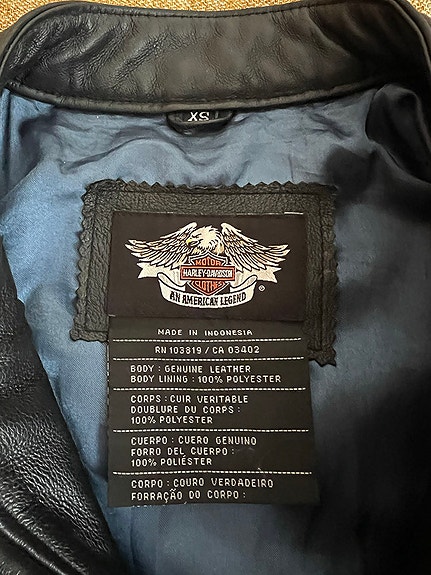 XS
MOTOR
HARLEY-DAVIDSON
CLOTHES
AN AMERICAN LEGEND
®
MADE IN INDONESIA
RN 103819 / CA 03402
BODY : GENUINE LEATHER
BODY LINING : 100% POLYESTER
CORPS : CUIR VERITABLE
DOUBLURE DU CORPS :
100% POLYESTER
CUERPO : CUERO GENUINO
FORRO DEL CUERPO :
100% POLIÉSTER
CORPO : COURO VERDADEIRO
FORRAÇÃO DO CORPO :